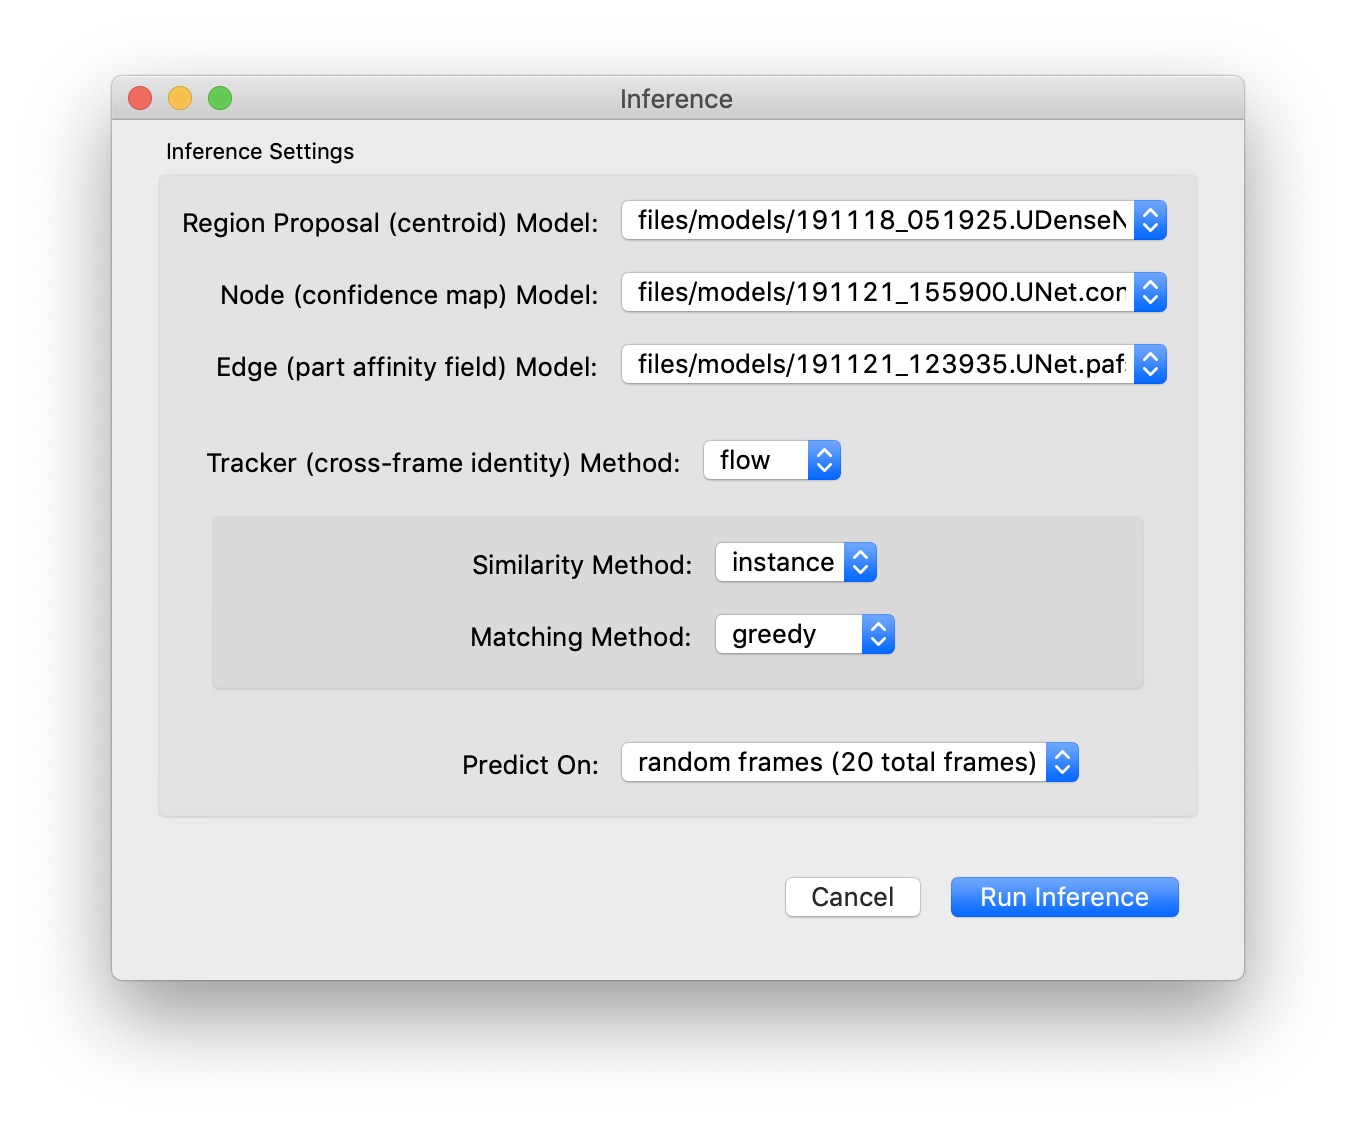 Inference
Inference Settings
Region Proposal (centroid) Model: files/models/191118_051925.UDenseN
Node (confidence map) Model: files/models/191121_155900.UNet.con
Edge (part affinity field) Model: files/models/191121_123935.UNet.paf
Tracker (cross-frame identity) Method: flow
Similarity Method: instance
Matching Method: greedy
Predict On: random frames (20 total frames)
Cancel Run Inference